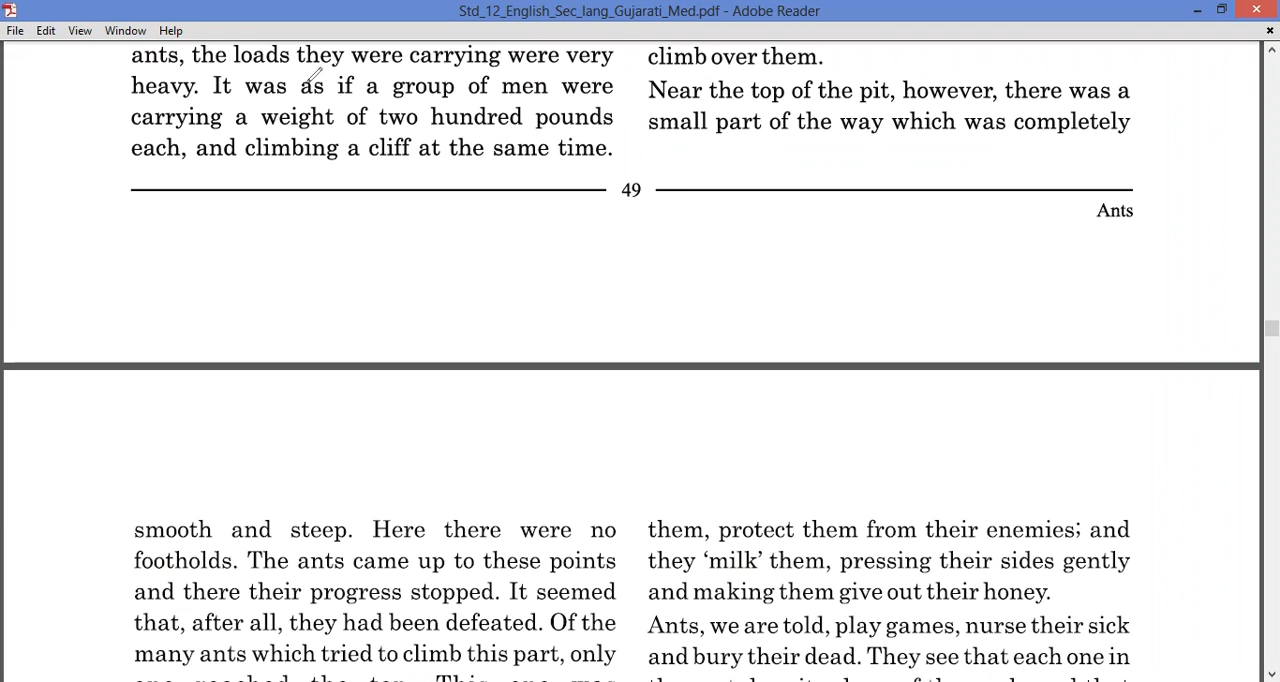 Std_12_English_Sec_lang_Gujarati_Med.pdf - Adobe Reader
File Edit View Window Help
ants, the loads they were carrying were very
heavy. It was as if a group of men were
carrying a weight of two hundred pounds
each, and climbing a cliff at the same time.
climb over them.
Near the top of the pit, however, there was a
small part of the way which was completely
49
Ants
smooth and steep. Here there were no
footholds. The ants came up to these points
and there their progress stopped. It seemed
that, after all, they had been defeated. Of the
many ants which tried to climb this part, only
one reached the top. This one was
them, protect them from their enemies; and
they ‘milk’ them, pressing their sides gently
and making them give out their honey.
Ants, we are told, play games, nurse their sick
and bury their dead. They see that each one in